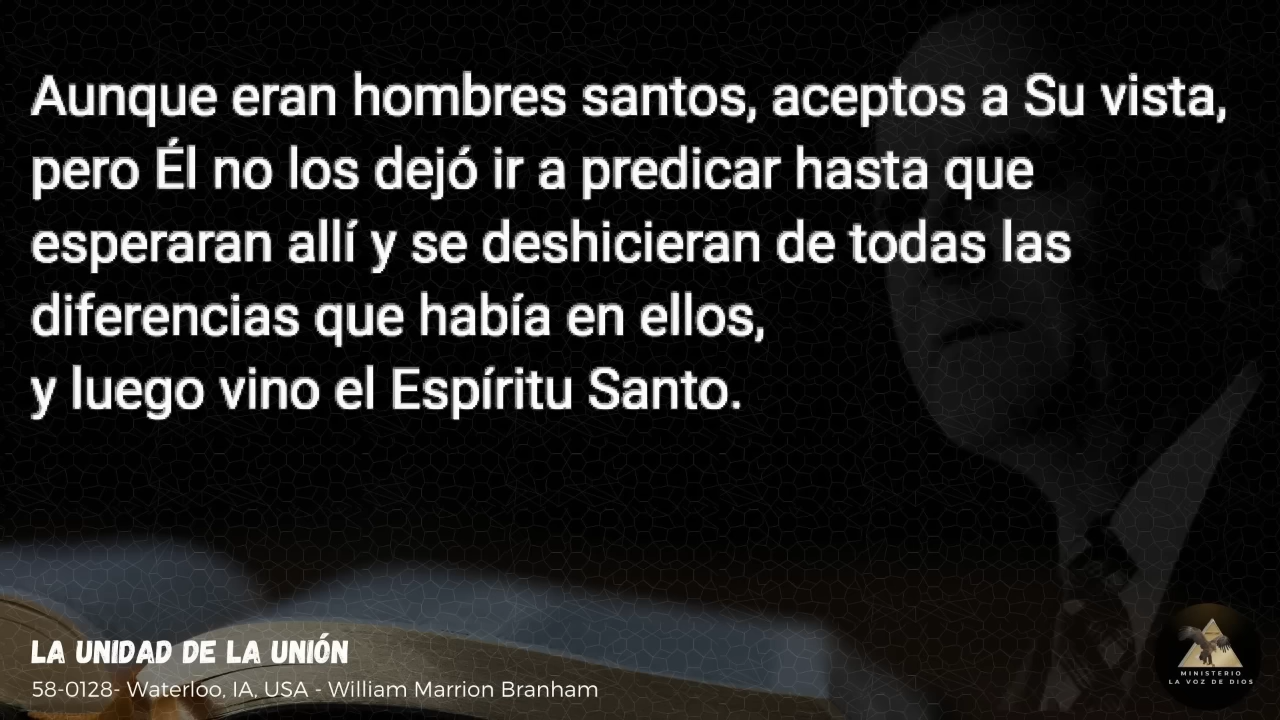 Aunque eran hombres santos, aceptos a Su vista,
pero Él no los dejó ir a predicar hasta que
esperaran allí y se deshicieran de todas las
diferencias que había en ellos,
y luego vino el Espíritu Santo.
LA UNIDAD DE LA UNIÓN
58-0128- Waterloo, IA, USA - William Marrion Branham
MINISTERIO
LA VOZ DE DIOS